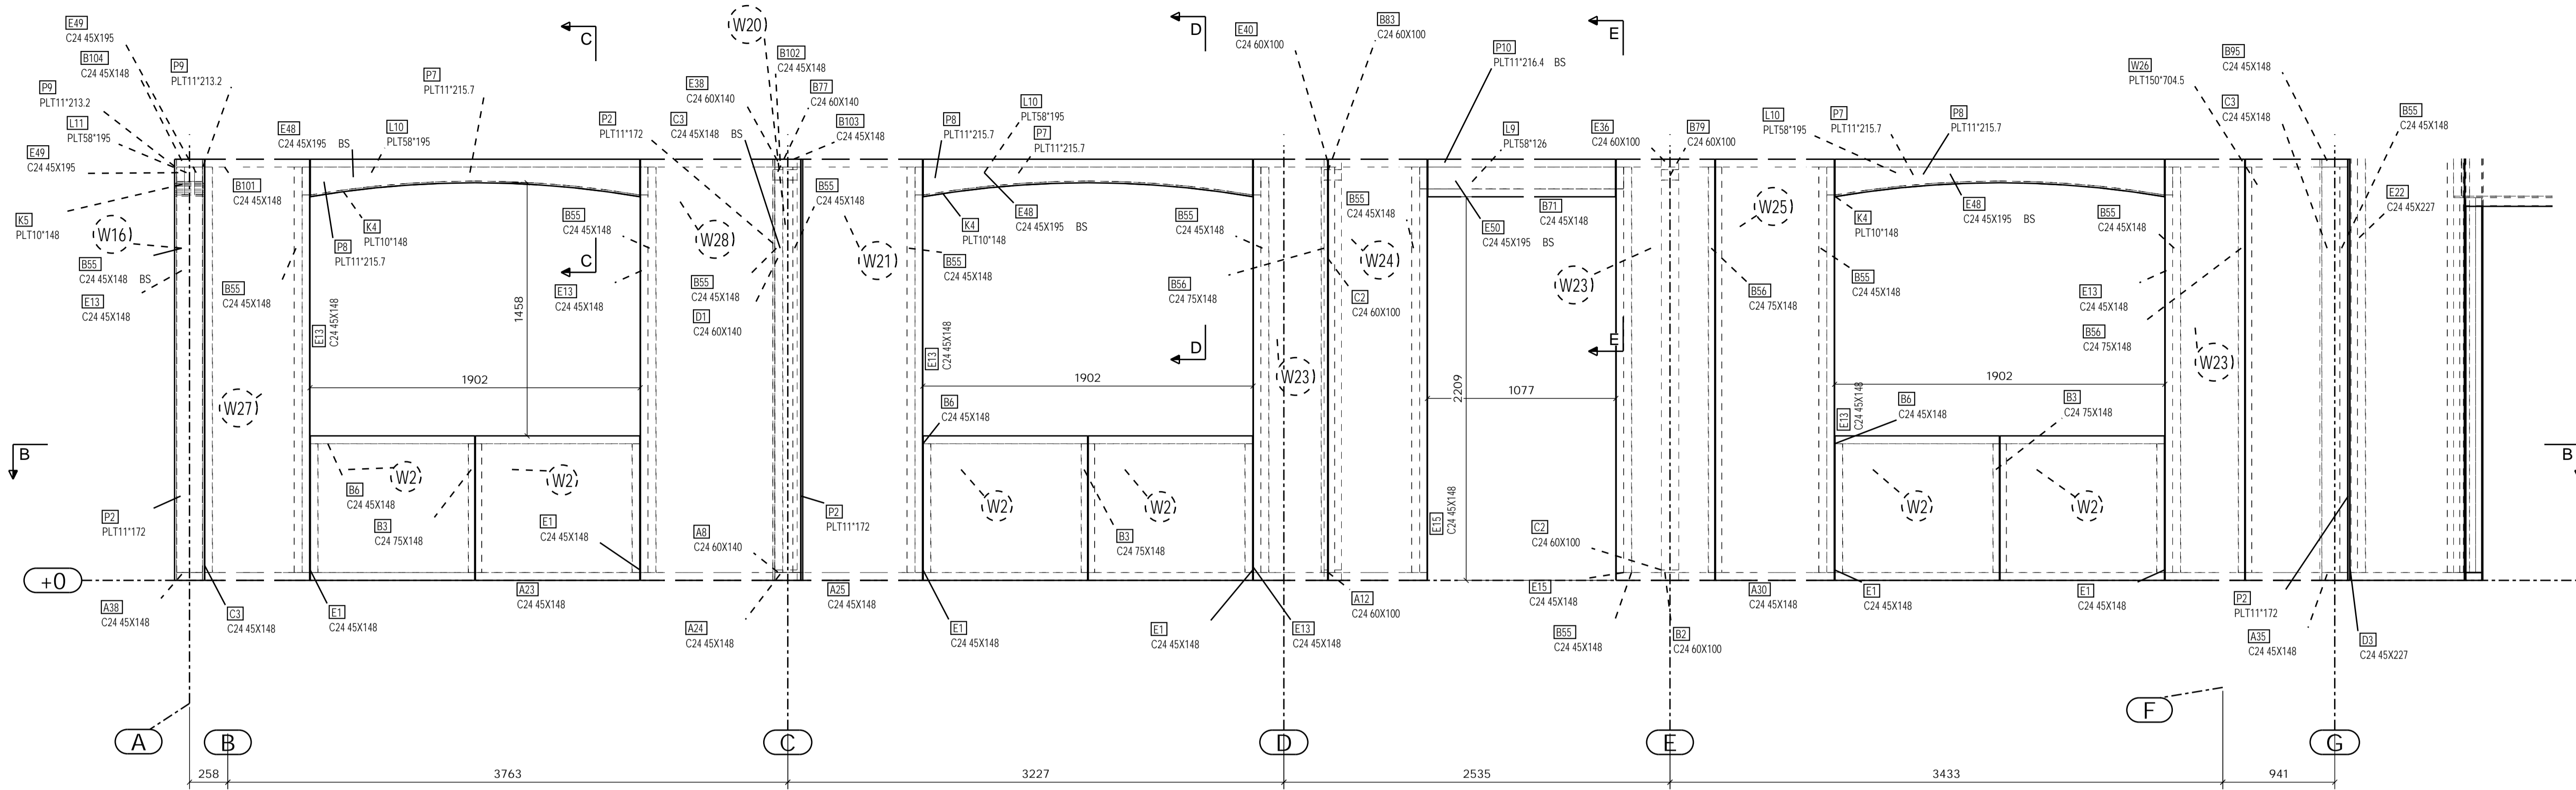 E49
C24 45X195
B104
C24 45X148
P9
PLT11*213.2
P9
PLT11*213.2
L11
PLT58*195
E49
C24 45X195
K5
PLT10*148
W16
B55
C24 45X148 BS
E13
C24 45X148
B101
C24 45X148
B55
C24 45X148
W27
E48
C24 45X195 BS
L10
PLT58*195
P7
PLT11*215.7
K4
PLT10*148
P8
PLT11*215.7
E13
C24 45X148
1458
1902
B55
C24 45X148
E13
C24 45X148
C
C
P2
PLT11*172
C3
C24 45X148 BS
E38
C24 60X140
W20
B102
C24 45X148
B77
C24 60X140
B103
C24 45X148
W28
B55
C24 45X148
D1
C24 60X140
B55
C24 45X148
W21
P8
PLT11*215.7
L10
PLT58*195
P7
PLT11*215.7
K4
PLT10*148
E48
C24 45X195 BS
B55
C24 45X148
E13
C24 45X148
1902
B55
C24 45X148
B56
C24 75X148
D
D
E40
C24 60X100
B83
C24 60X100
W23
B55
C24 45X148
W24
C2
C24 60X100
P10
PLT11*216.4 BS
L9
PLT58*126
E50
C24 45X195 BS
B71
C24 45X148
2209
1077
E15
C24 45X148
E
E
E36
C24 60X100
B79
C24 60X100
W23
W25
B56
C24 75X148
L10
PLT58*195
P7
PLT11*215.7
P8
PLT11*215.7
K4
PLT10*148
E48
C24 45X195 BS
B55
C24 45X148
E13
C24 45X148
1902
B55
C24 45X148
E13
C24 45X148
B56
C24 75X148
W23
W26
PLT150*704.5
B95
C24 45X148
C3
C24 45X148
B55
C24 45X148
E22
C24 45X227
B
B
P2
PLT11*172
W2
W2
B6
C24 45X148
B3
C24 75X148
E1
C24 45X148
A8
C24 60X140
P2
PLT11*172
B6
C24 45X148
W2
W2
B3
C24 75X148
C2
C24 60X100
B6
C24 45X148
B3
C24 75X148
W2
W2
+0
A38
C24 45X148
C3
C24 45X148
E1
C24 45X148
A23
C24 45X148
A24
C24 45X148
A25
C24 45X148
E1
C24 45X148
E1
C24 45X148
E13
C24 45X148
A12
C24 60X100
E15
C24 45X148
B55
C24 45X148
B2
C24 60X100
A30
C24 45X148
E1
C24 45X148
E1
C24 45X148
P2
PLT11*172
A35
C24 45X148
D3
C24 45X227
A
B
C
D
E
F
G
258
3763
3227
2535
3433
941